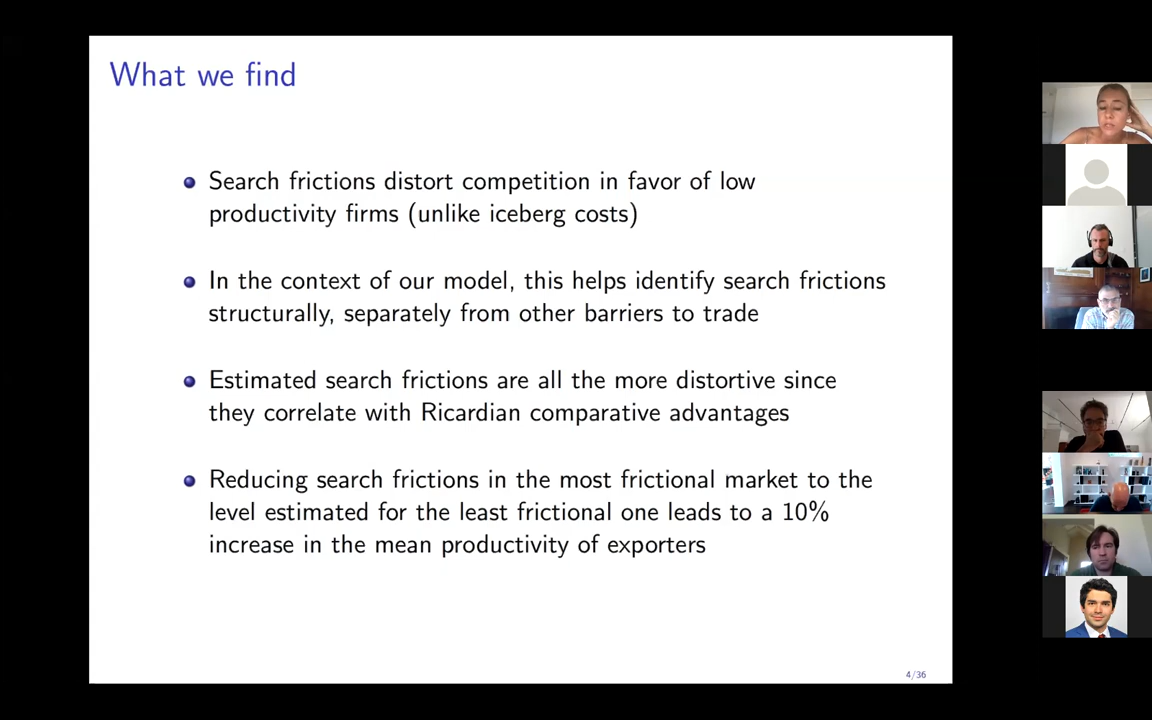 What we find
Search frictions distort competition in favor of low
productivity firms (unlike iceberg costs)
In the context of our model, this helps identify search frictions
structurally, separately from other barriers to trade
Estimated search frictions are all the more distortive since
they correlate with Ricardian comparative advantages
Reducing search frictions in the most frictional market to the
level estimated for the least frictional one leads to a 10%
increase in the mean productivity of exporters
4/36